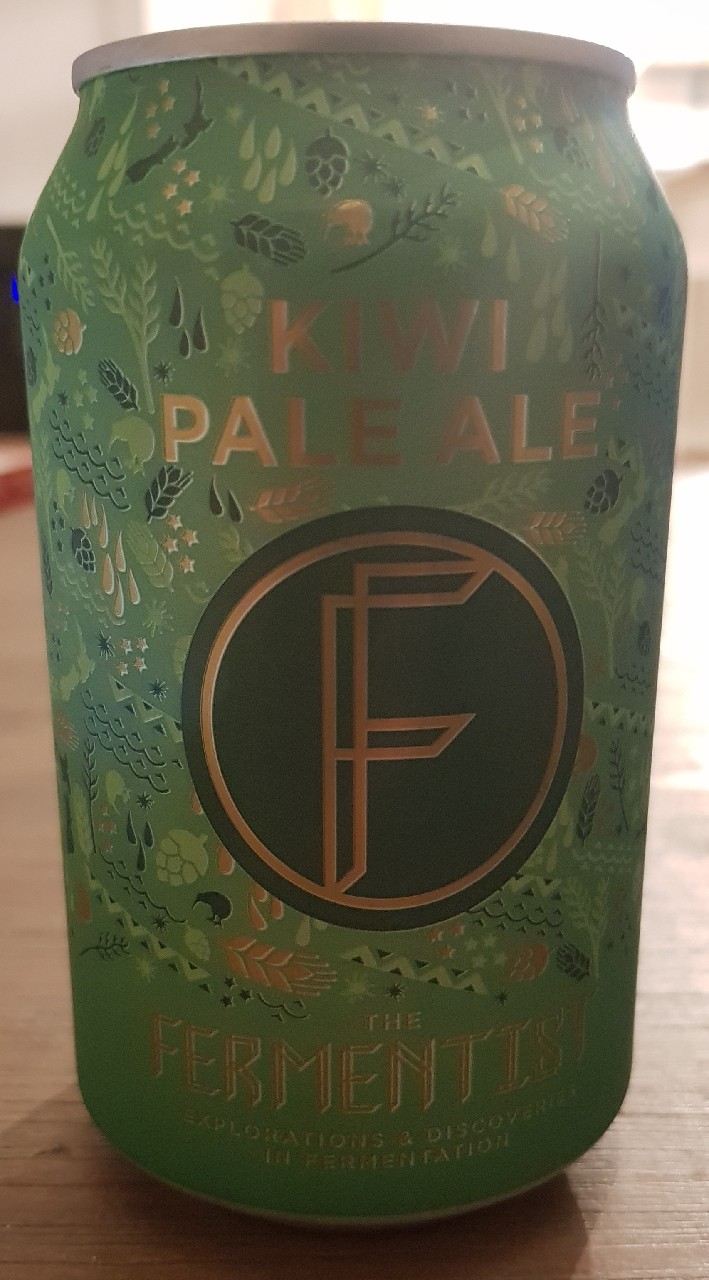 KIWI
PALE ALE
F
THE
FERMENTIST
EXPLORATIONS & DISCOVERIES
IN FERMENTATION